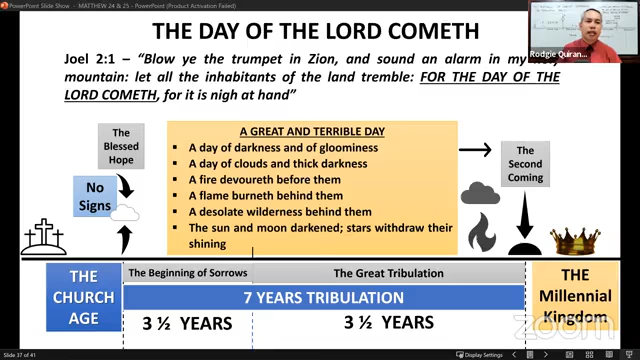 PowerPoint Slide Show - MATTHEW 24 & 25 - PowerPoint (Product Activation Failed)
THE DAY OF THE LORD COMETH
Rodgie Quiran
Joel 2:1 – “Blow ye the trumpet in Zion, and sound an alarm in my
mountain: let all the inhabitants of the land tremble: FOR THE DAY OF THE
LORD COMETH, for it is nigh at hand”
The
Blessed
Hope
No
Signs
A GREAT AND TERRIBLE DAY
▪ A day of darkness and of gloominess
▪ A day of clouds and thick darkness
▪ A fire devoureth before them
▪ A flame burneth behind them
▪ A desolate wilderness behind them
▪ The sun and moon darkened; stars withdraw their
shining
The
Second
Coming
THE
CHURCH
AGE
The Beginning of Sorrows
The Great Tribulation
7 YEARS TRIBULATION
3 ½ YEARS
3 ½ YEARS
THE
Millennial
Kingdom
zoom
Slide 37 of 41
Display Settings